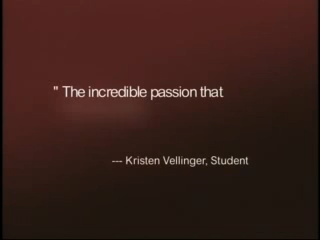 " The incredible passion that
--- Kristen Vellinger, Student